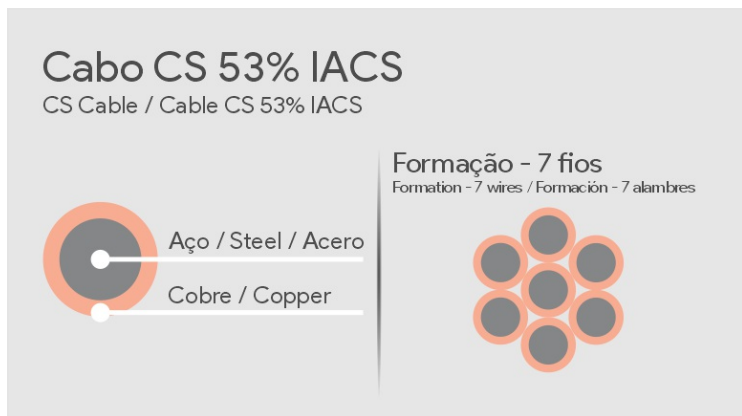 Cabo CS 53% IACS
CS Cable / Cable CS 53% IACS
Aço / Steel / Acero
Cobre / Copper
Formação - 7 fios
Formation - 7 wires / Formación - 7 alambres